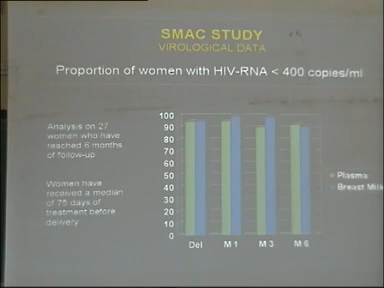 SMAC STUDY
VIROLOGICAL DATA
Proportion of women with HIV-RNA < 400 copies/ml
Analysis on 27
women who have
reached 6 months
of follow-up
Women have
received a median
of 75 days of
treatment before
delivery
100
90
80
70
60
50
40
30
20
10
0
Del
M 1
M 3
M 6
Plasma
Breast Milk